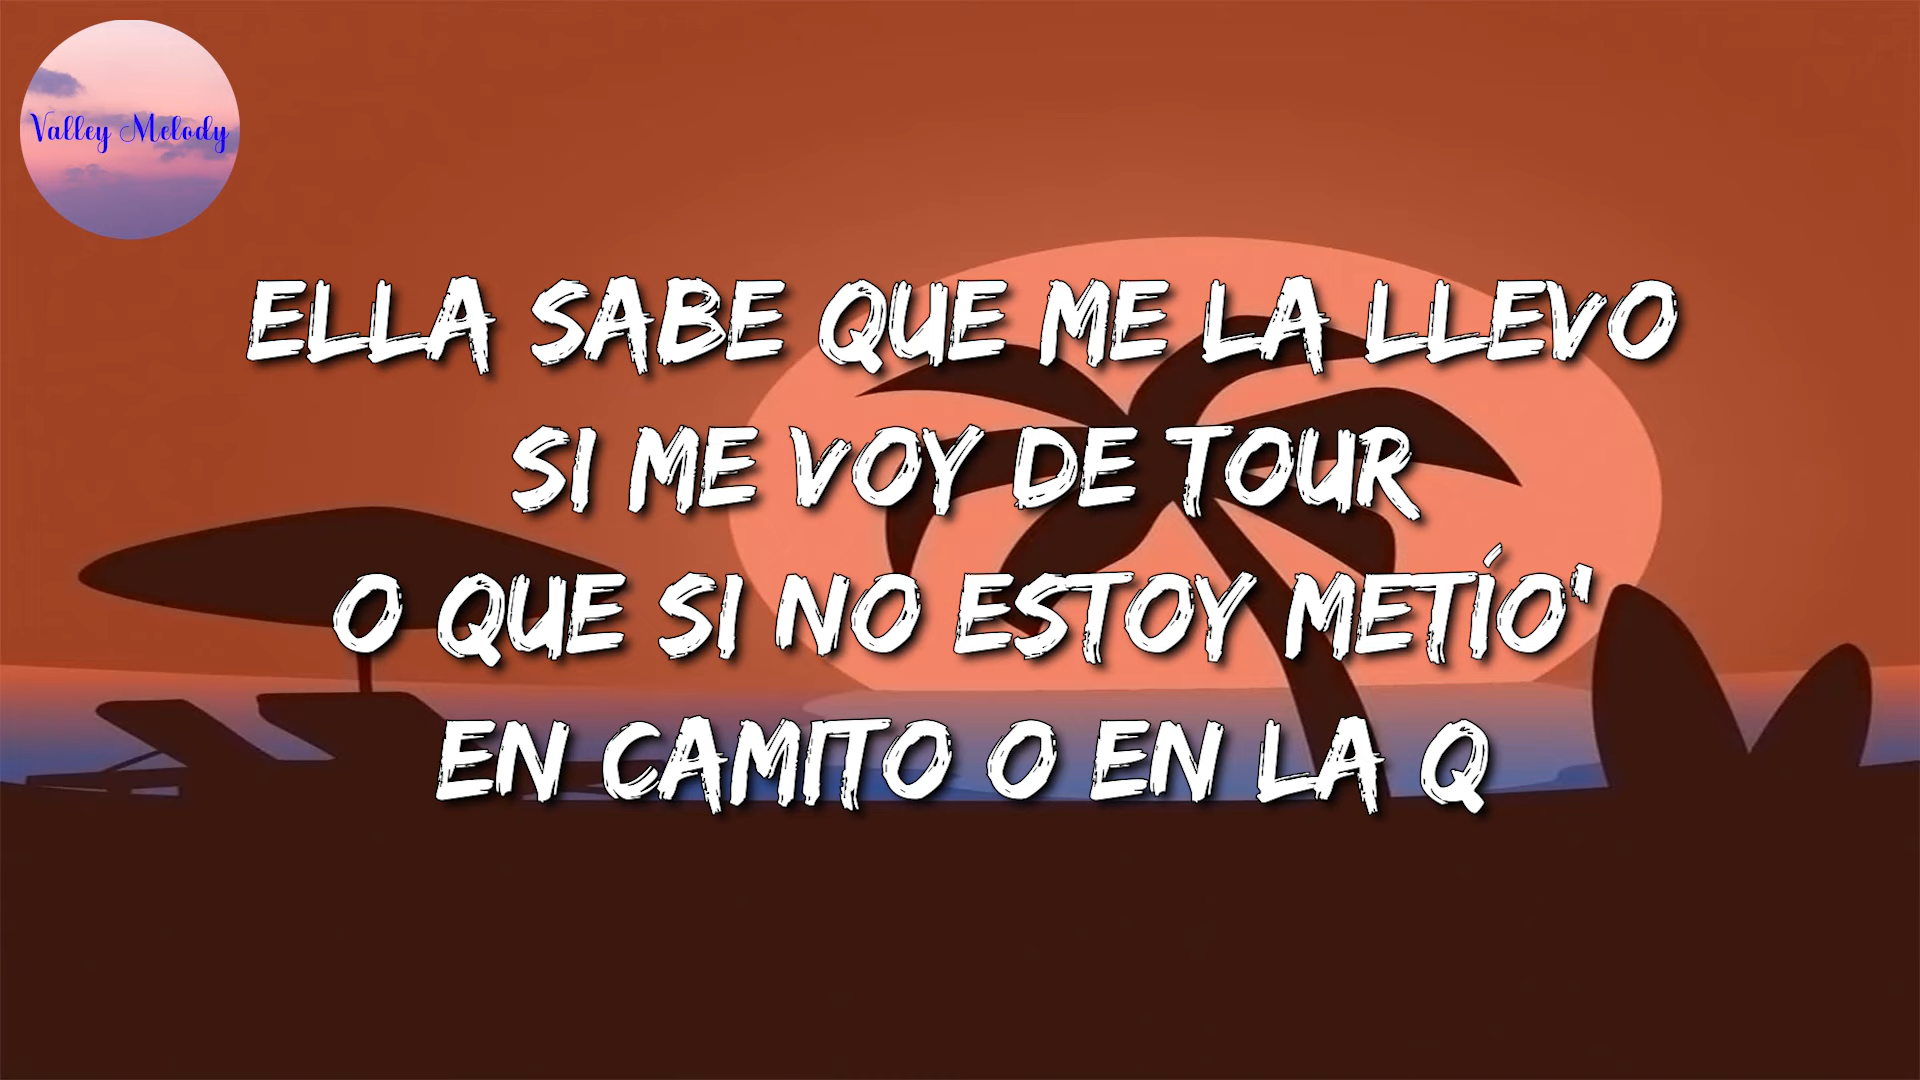 Valley Melody
ELLA SABE QUE ME LA LLEVO
SI ME VOY DE TOUR
O QUE SI NO ESTOY METÍO'
EN CAMITO O EN LA Q